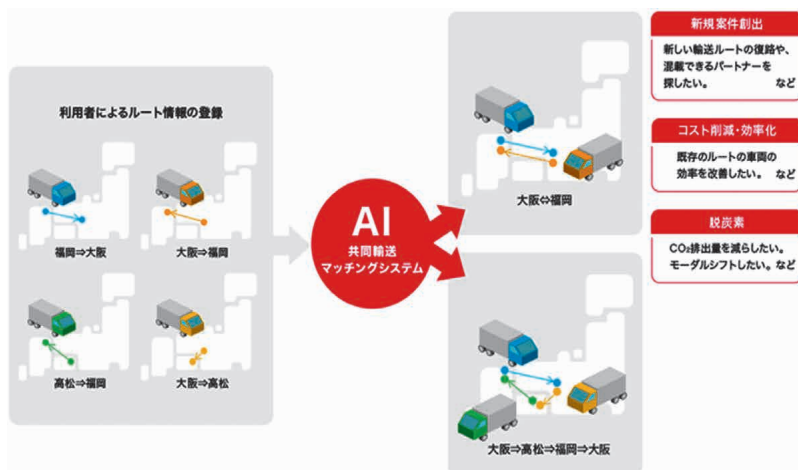 利用者によるルート情報の登録
福岡⇒大阪
大阪⇒福岡
高松⇒福岡
大阪⇒高松
AI
共同輸送
マッチングシステム
大阪⇔福岡
大阪⇒高松⇒福岡⇒大阪
新規案件創出
新しい輸送ルートの復路や、
混載できるパートナーを
探したい。 など
コスト削減・効率化
既存のルートの車両の
効率を改善したい。 など
脱炭素
CO₂排出量を減らしたい。
モーダルシフトしたい。など